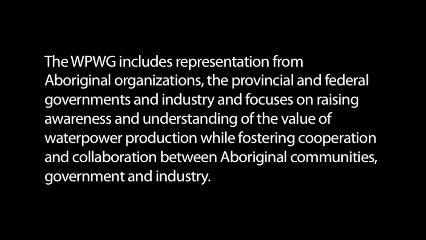 The WPWG includes representation from
Aboriginal organizations, the provincial and federal
governments and industry and focuses on raising
awareness and understanding of the value of
waterpower production while fostering cooperation
and collaboration between Aboriginal communities,
government and industry.